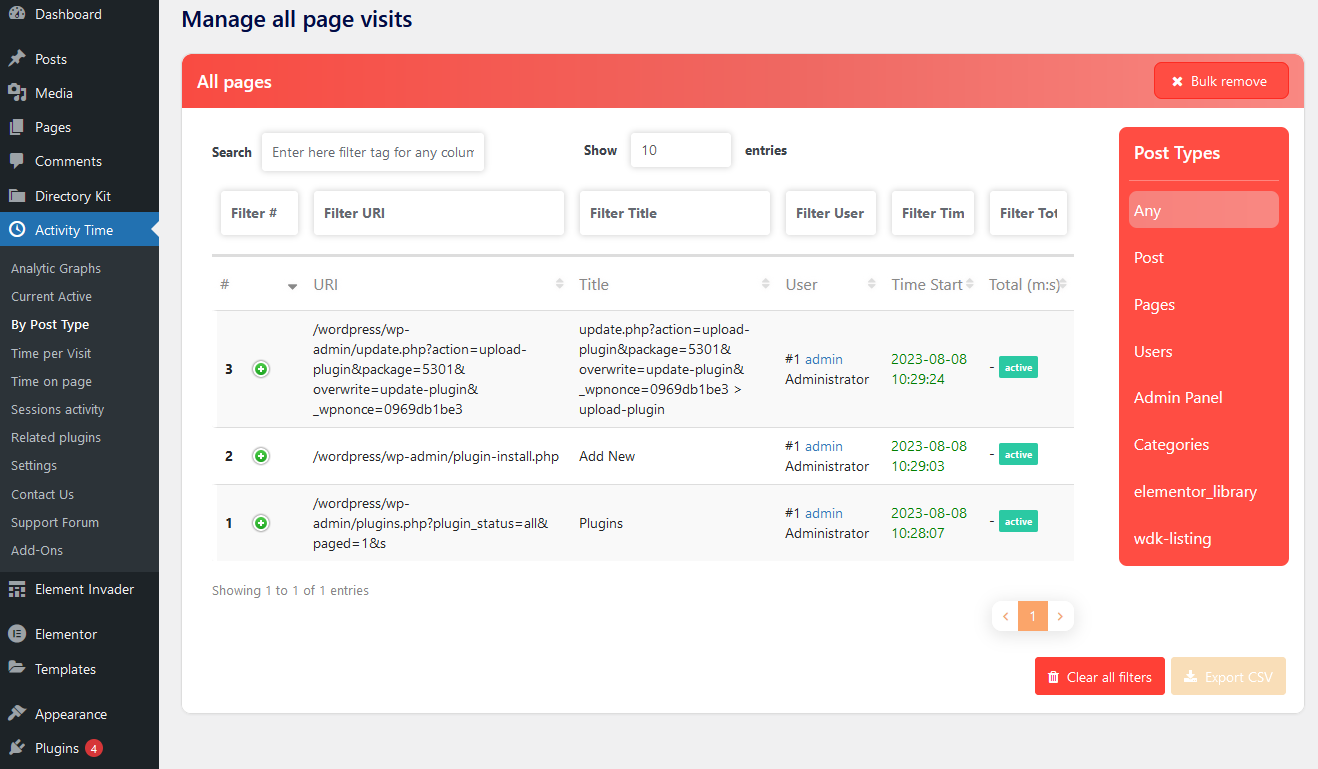 Dashboard
Posts
Media
Pages
Comments
Directory Kit
Activity Time
Analytic Graphs
Current Active
By Post Type
Time per Visit
Time on page
Sessions activity
Related plugins
Settings
Contact Us
Support Forum
Add-Ons
Element Invader
Elementor
Templates
Appearance
Plugins 4
Manage all page visits
All pages
Bulk remove
Search Enter here filter tag for any colum
Show 10 entries
Filter # Filter URI Filter Title Filter User Filter Tim Filter Tot
# URI Title User Time Start Total (m:s)
3
/wordpress/wp-
admin/update.php?action=upload-
plugin&package=5301&
overwrite=update-plugin&
_wpnonce=0969db1be3
update.php?action=upload-
plugin&package=5301&
overwrite=update-plugin&
_wpnonce=0969db1be3 >
upload-plugin
#1 admin
Administrator
2023-08-08
10:29:24
- active
2
/wordpress/wp-admin/plugin-install.php
Add New
#1 admin
Administrator
2023-08-08
10:29:03
- active
1
/wordpress/wp-
admin/plugins.php?plugin_status=all&
paged=1&s
Plugins
#1 admin
Administrator
2023-08-08
10:28:07
- active
Showing 1 to 1 of 1 entries
1
Clear all filters
Export CSV
Post Types
Any
Post
Pages
Users
Admin Panel
Categories
elementor_library
wdk-listing